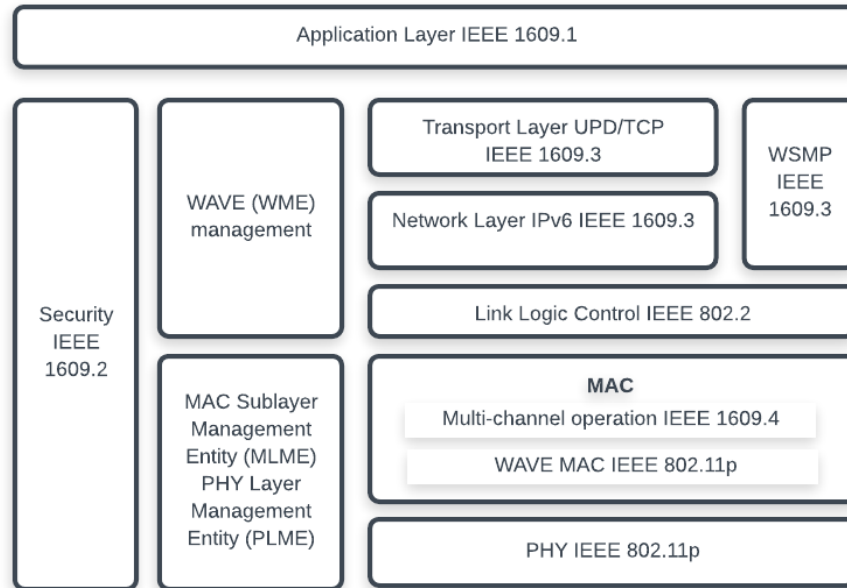 Application Layer IEEE 1609.1
Security
IEEE
1609.2
WAVE (WME)
management
MAC Sublayer
Management
Entity (MLME)
PHY Layer
Management
Entity (PLME)
Transport Layer UPD/TCP
IEEE 1609.3
Network Layer IPv6 IEEE 1609.3
WSMP
IEEE
1609.3
Link Logic Control IEEE 802.2
MAC
Multi-channel operation IEEE 1609.4
WAVE MAC IEEE 802.11p
PHY IEEE 802.11p